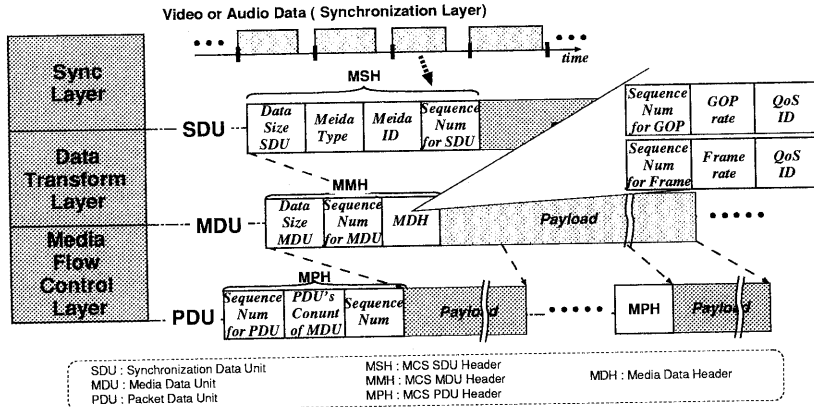 Video or Audio Data ( Synchronization Layer)
time
Sync
Layer
Data
Transform
Layer
Media
Flow
Control
Layer
MSH
SDU
Data
Size
SDU
Meida
Type
Meida
ID
Sequence
Num
for SDU
Sequence
Num
for GOP
GOP
rate
QoS
ID
Sequence
Num
for Frame
Frame
rate
QoS
ID
MMH
MDU
Data
Size
MDU
Sequence
Num
for MDU
MDH
Payload
MPH
PDU
Sequence
Num
for PDU
PDU's
Conunt
of MDU
Sequence
Num
Payload
MPH
Payload
SDU : Synchronization Data Unit
MDU : Media Data Unit
PDU : Packet Data Unit
MSH : MCS SDU Header
MMH : MCS MDU Header
MPH : MCS PDU Header
MDH : Media Data Header